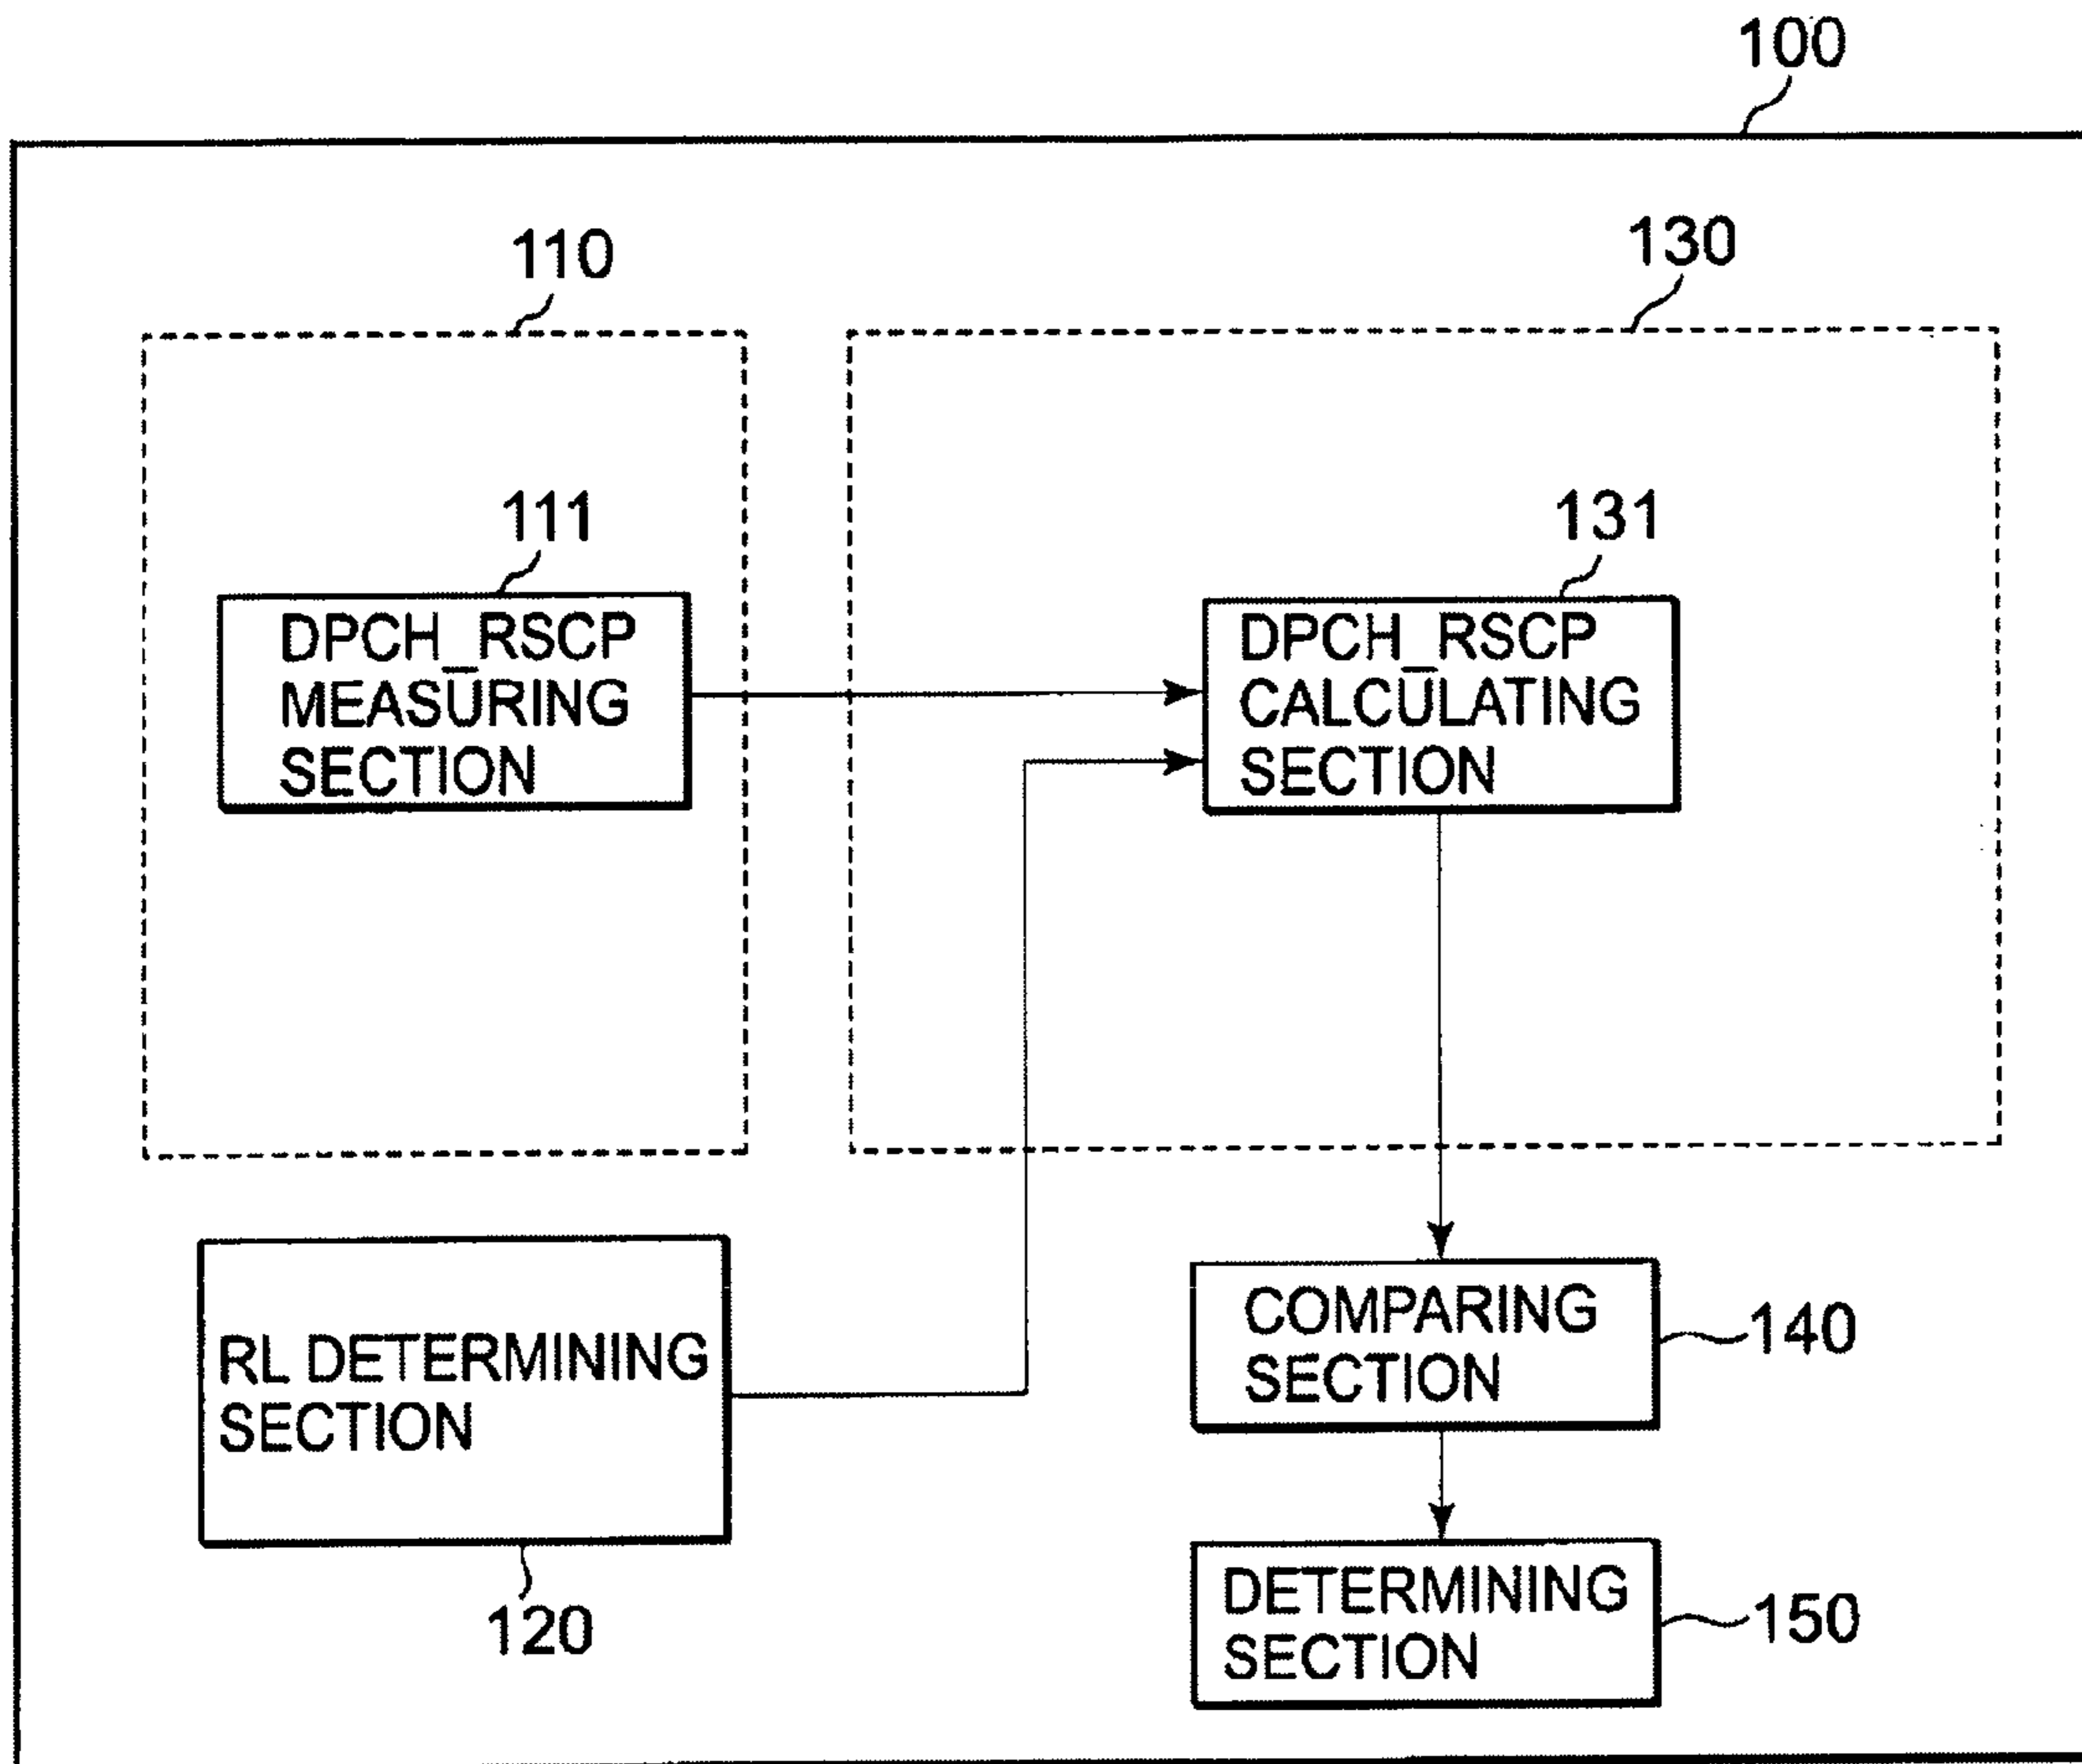 100
110
130
111
131
DPCH_RSCP
MEASURING
SECTION
DPCH_RSCP
CALCULATING
SECTION
RL DETERMINING
SECTION
120
COMPARING
SECTION
140
DETERMINING
SECTION
150